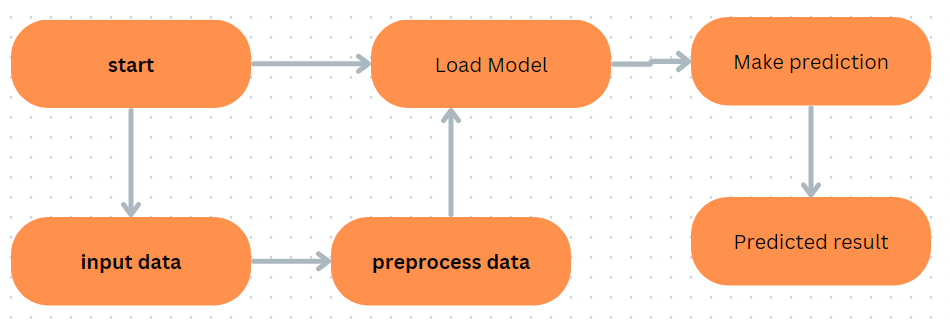 start
Load Model
Make prediction
input data
preprocess data
Predicted result